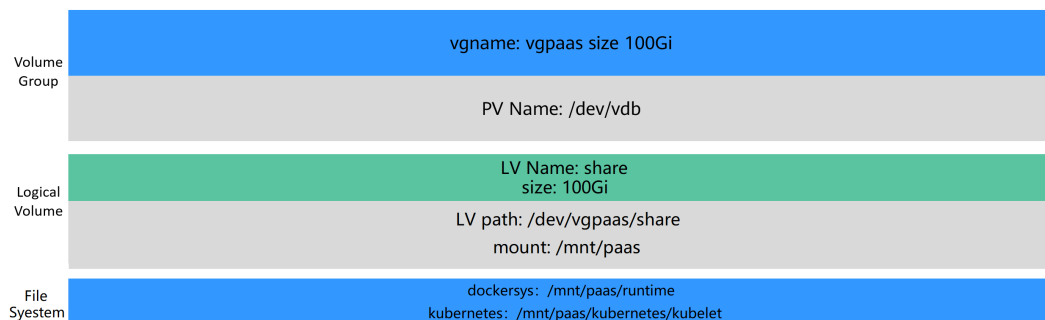 Volume
Group
vgname: vgpaas size 100Gi
PV Name: /dev/vdb
Logical
Volume
LV Name: share
size: 100Gi
LV path: /dev/vgpaas/share
mount: /mnt/paas
File
Syestem
dockersys: /mnt/paas/runtime
kubernetes: /mnt/paas/kubernetes/kubelet